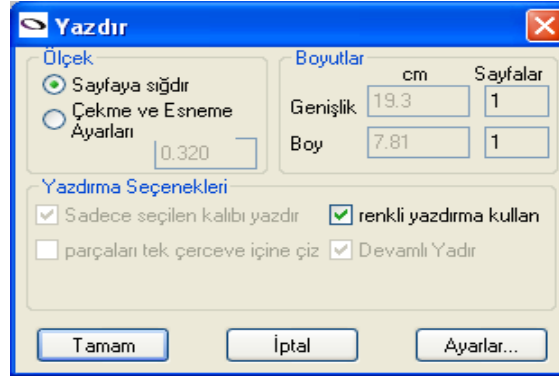 Yazdır
Ölçek
Sayfaya sığdır
Çekme ve Esneme
Ayarları
0.320
Boyutlar
cm Sayfalar
Genişlik 19.3 1
Boy 7.81 1
Yazdırma Seçenekleri
Sadece seçilen kalıbı yazdır renkli yazdırma kullan
parçaları tek çerceve içine çiz Devamlı Yadır
Tamam İptal Ayarlar...